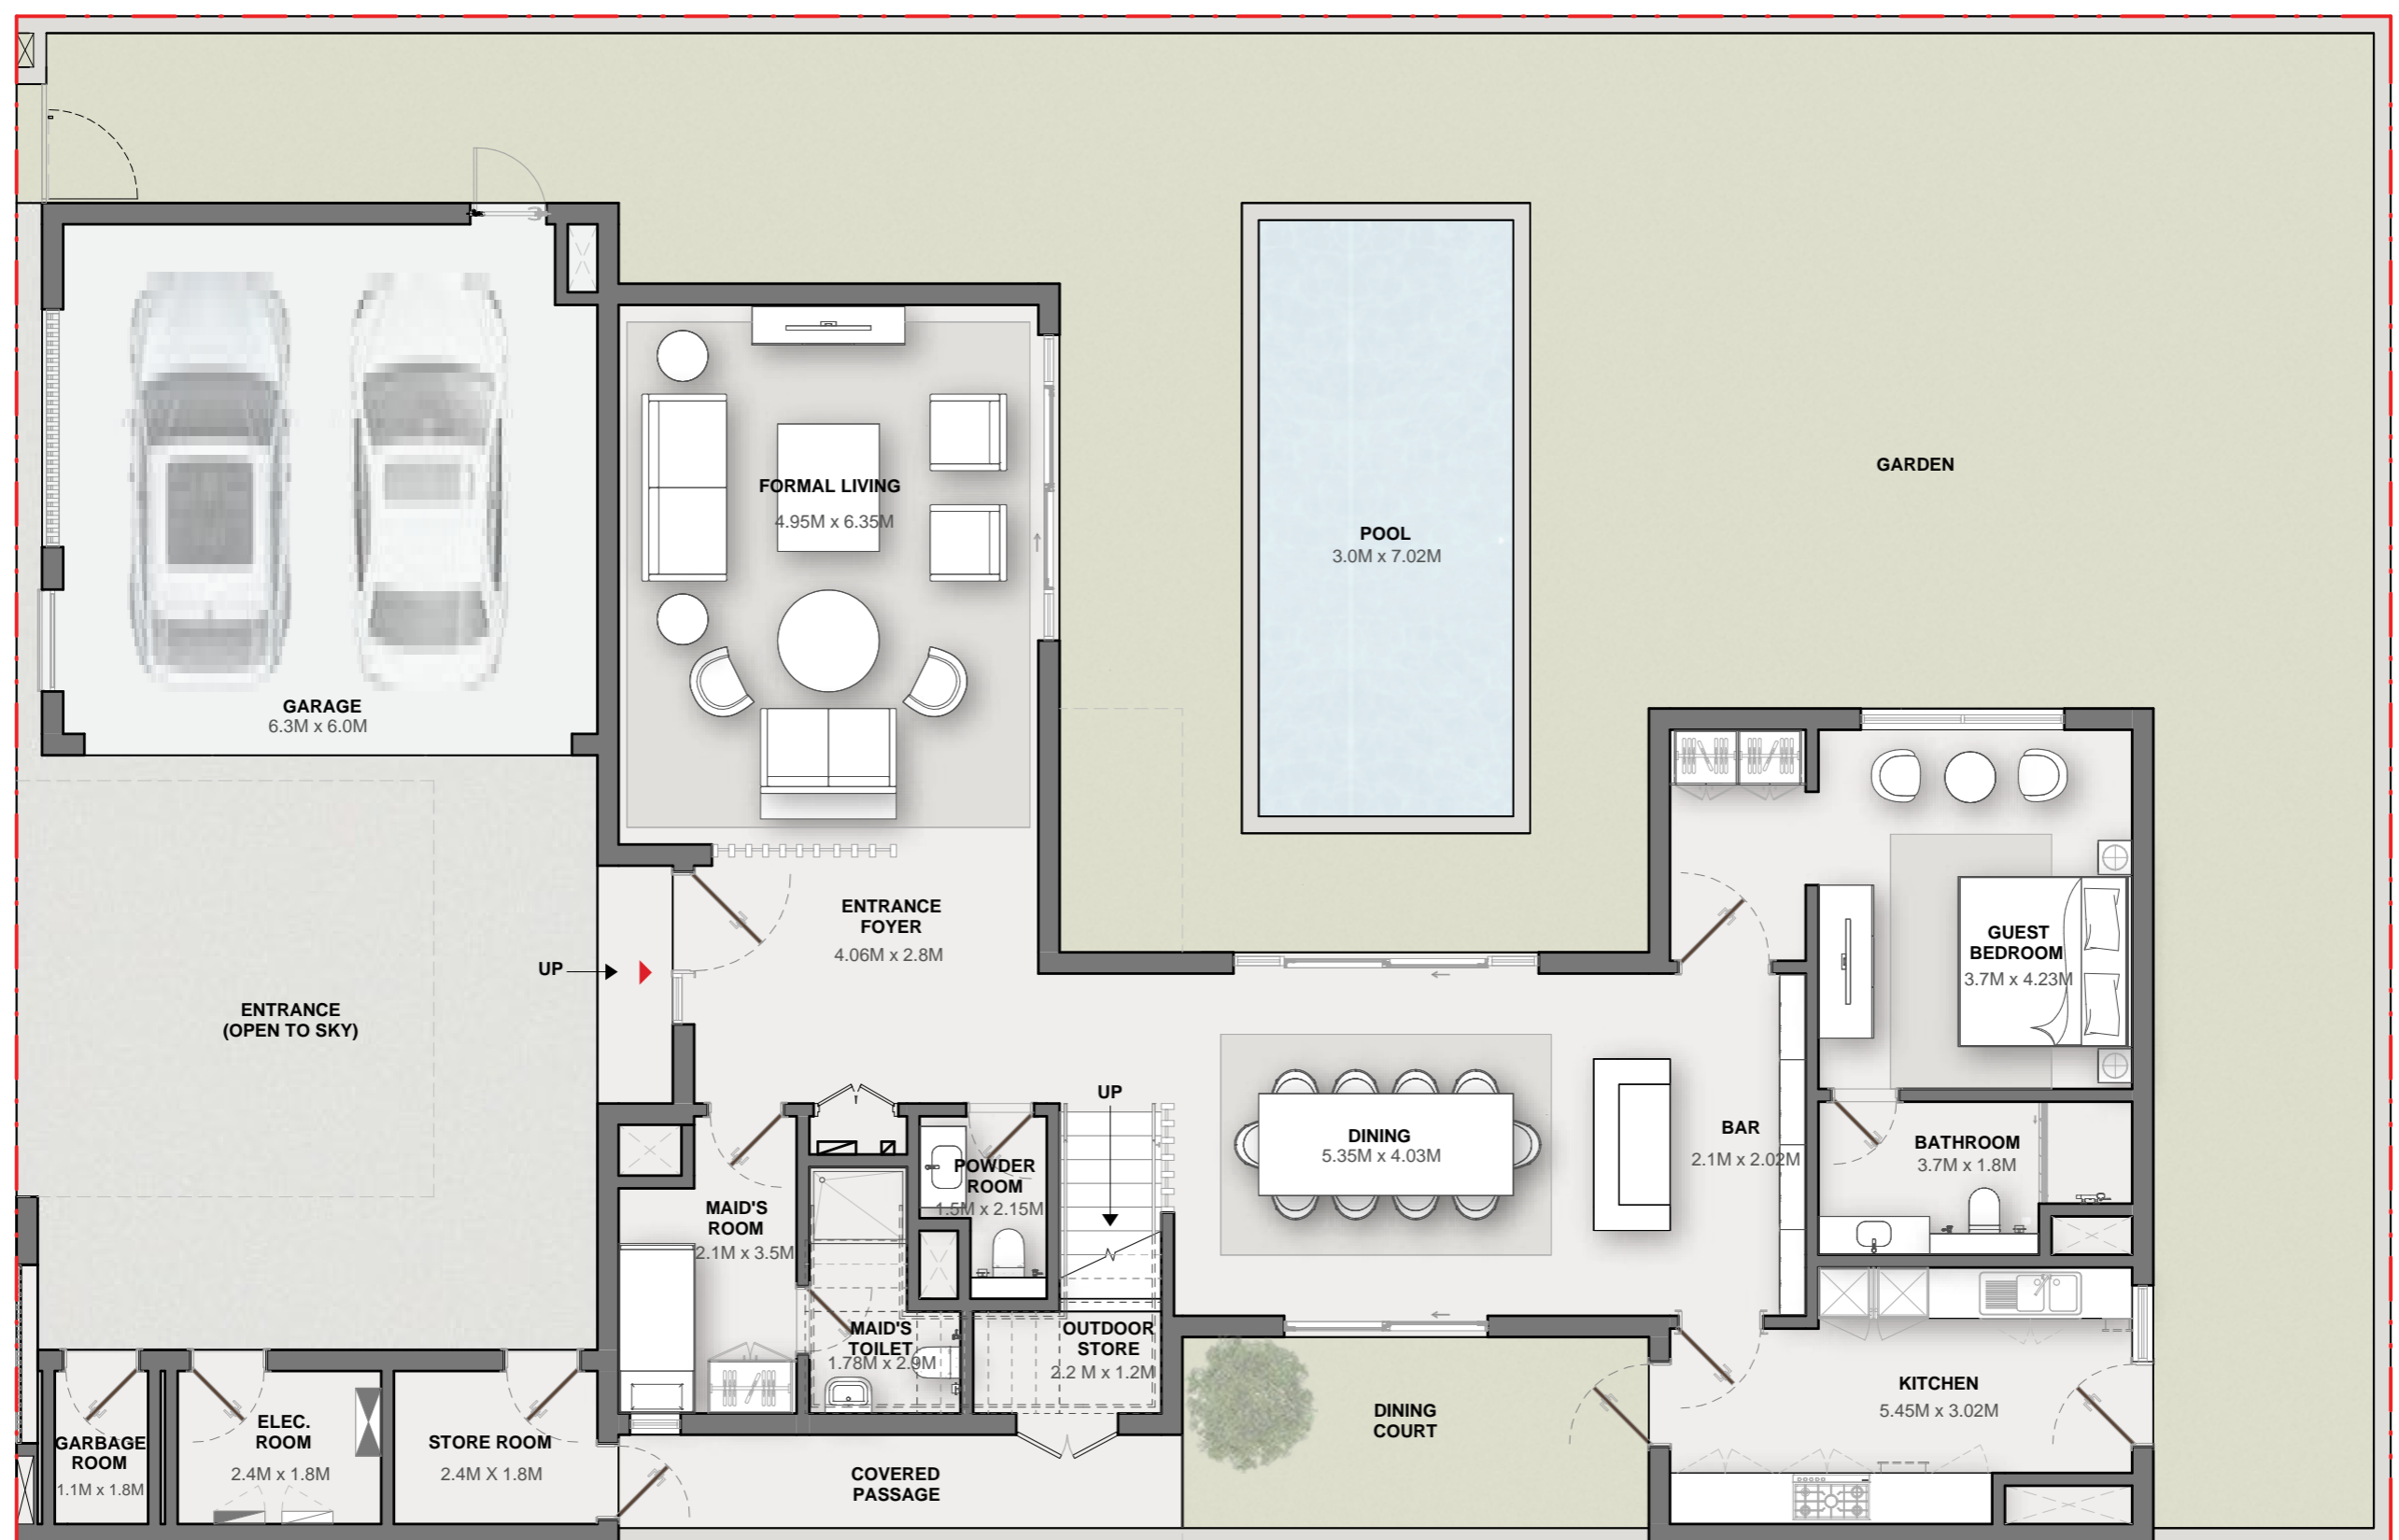 GARDEN
FORMAL LIVING
4.95M x 6.35M
POOL
3.0M x 7.02M
GARAGE
6.3M x 6.0M
ENTRANCE
FOYER
4.06M x 2.8M
UP
ENTRANCE
(OPEN TO SKY)
GUEST
BEDROOM
3.7M x 4.23M
UP
DINING
5.35M x 4.03M
BAR
2.1M x 2.02M
BATHROOM
3.7M x 1.8M
POWDER
ROOM
1.5M x 2.15M
MAID'S
ROOM
2.1M x 3.5M
MAID'S
TOILET
1.78M x 2.9M
OUTDOOR
STORE
2.2 M x 1.2M
KITCHEN
5.45M x 3.02M
DINING
COURT
GARBAGE
ROOM
1.1M x 1.8M
ELEC.
ROOM
2.4M x 1.8M
STORE ROOM
2.4M X 1.8M
COVERED
PASSAGE